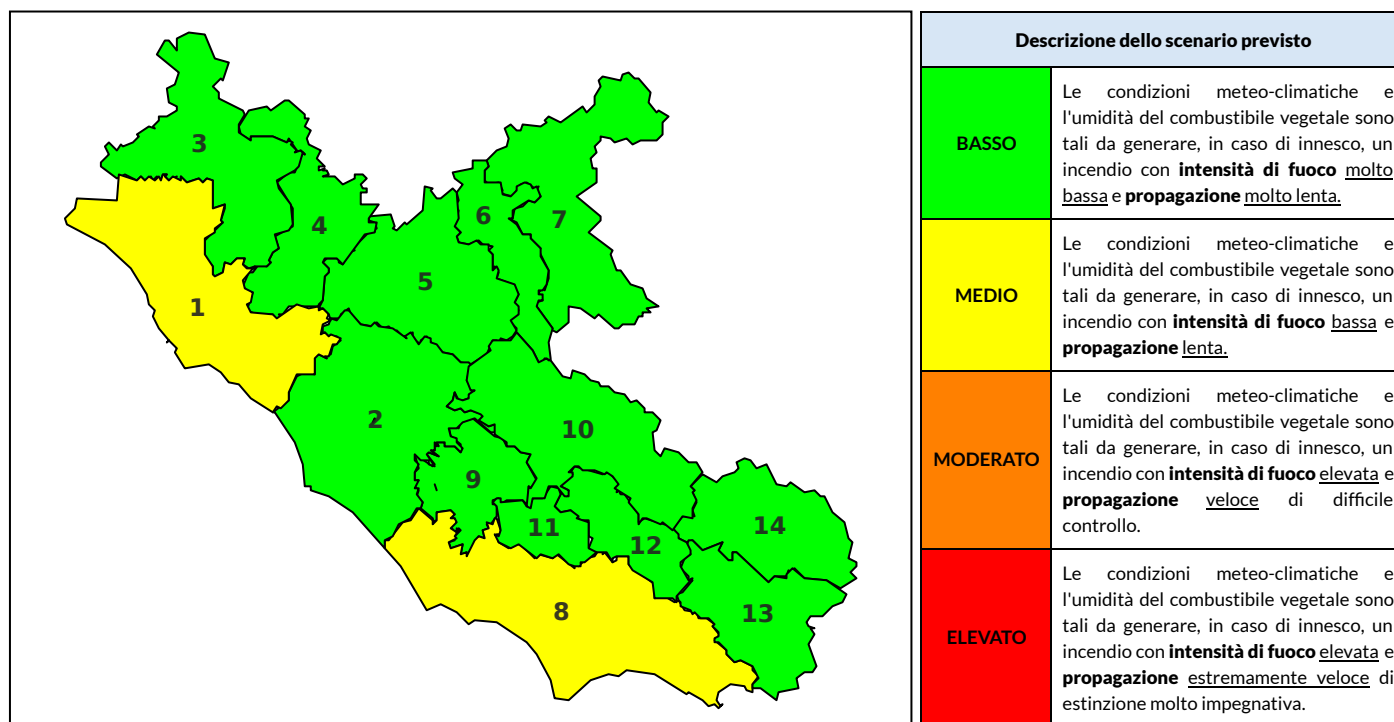 3
4
6
7
5
1
2
10
9
11
12
14
8
13
Descrizione dello scenario previsto
BASSO
Le condizioni meteo-climatiche e
l'umidità del combustibile vegetale sono
tali da generare, in caso di innesco, un
incendio con intensità di fuoco molto
bassa e propagazione molto lenta.
MEDIO
Le condizioni meteo-climatiche e
l'umidità del combustibile vegetale sono
tali da generare, in caso di innesco, un
incendio con intensità di fuoco bassa e
propagazione lenta.
MODERATO
Le condizioni meteo-climatiche e
l'umidità del combustibile vegetale sono
tali da generare, in caso di innesco, un
incendio con intensità di fuoco elevata e
propagazione veloce di difficile
controllo.
ELEVATO
Le condizioni meteo-climatiche e
l'umidità del combustibile vegetale sono
tali da generare, in caso di innesco, un
incendio con intensità di fuoco elevata e
propagazione estremamente veloce di
estinzione molto impegnativa.